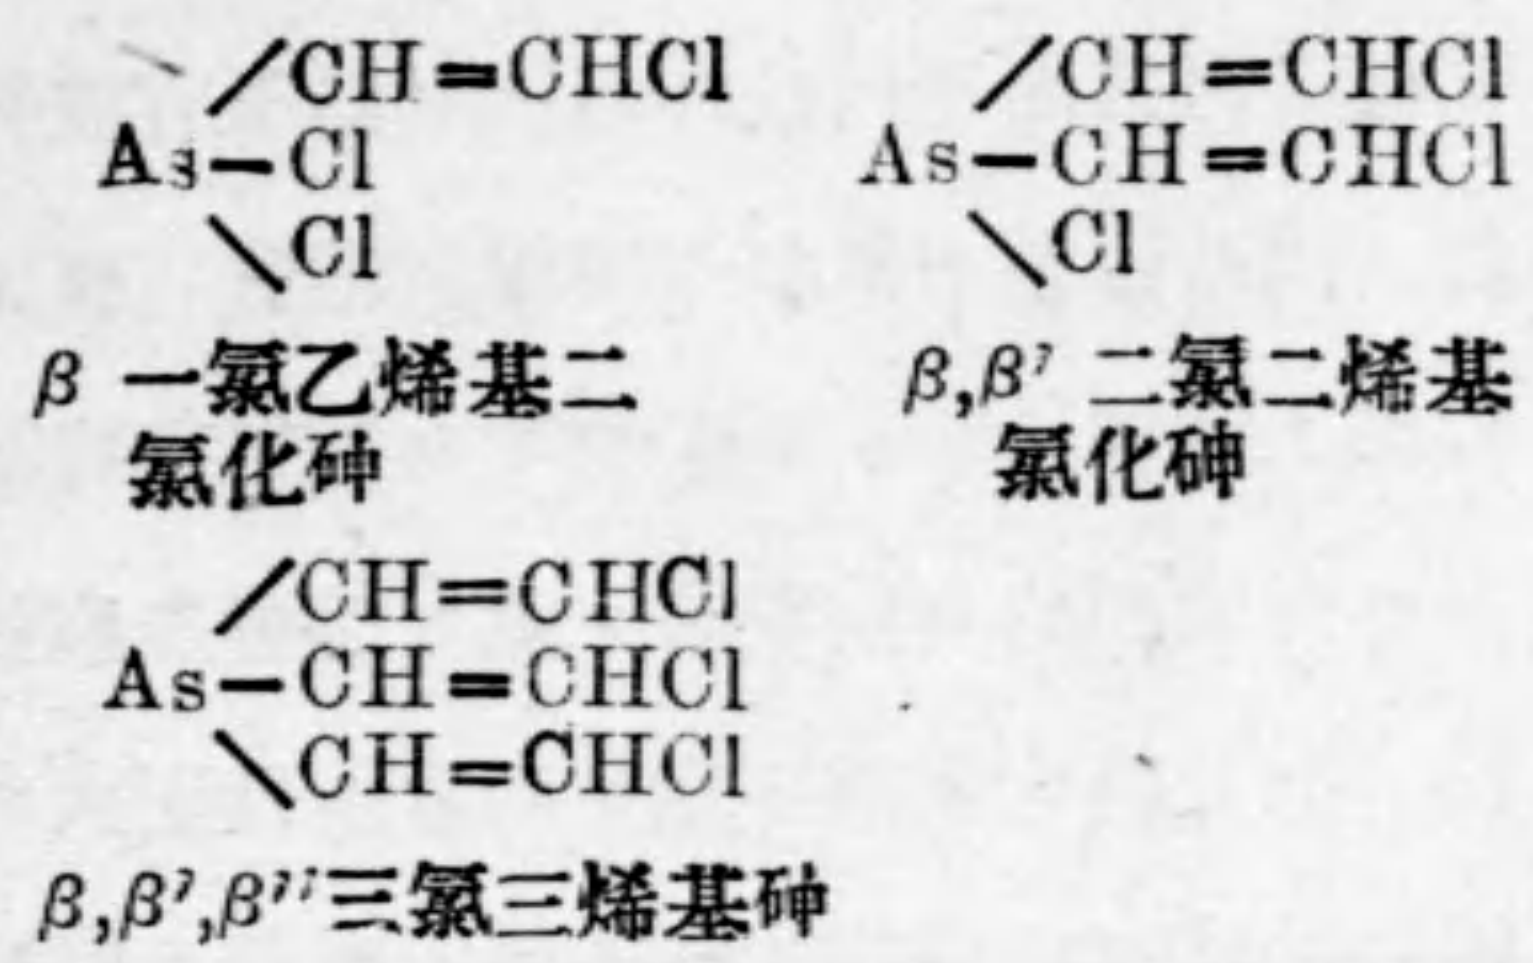 CH=CHCl
As—Cl
Cl
β 一氯乙烯基二
氯化砷
CH=CHCl
As—CH=CHCl
Cl
β,β' 二氯二烯基
氯化砷
CH=CHCl
As—CH=CHCl
CH=CHCl
β,β',β''三氯三烯基砷